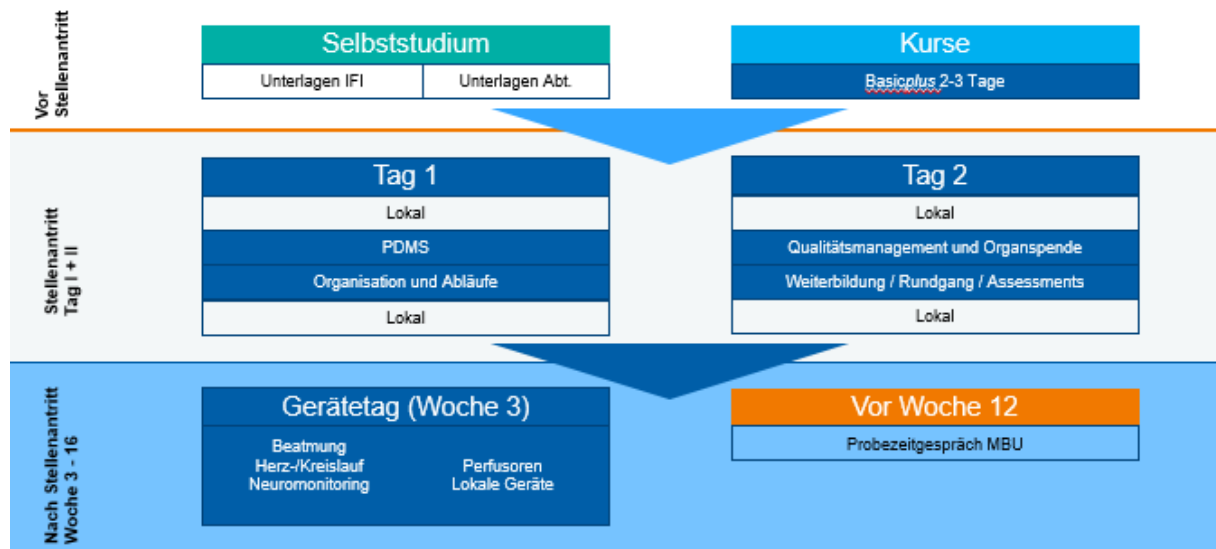 Vor
Stellenantritt
Selbststudium
Unterlagen IFI
Unterlagen Abt.
Kurse
Basicplus 2-3 Tage
Stellenantritt
Tag I + II
Tag 1
Lokal
PDMS
Organisation und Abläufe
Lokal
Tag 2
Lokal
Qualitätsmanagement und Organspende
Weiterbildung / Rundgang / Assessments
Lokal
Nach Stellenantritt
Woche 3 - 16
Gerätetag (Woche 3)
Beatmung
Herz-/Kreislauf
Neuromonitoring
Perfusoren
Lokale Geräte
Vor Woche 12
Probezeitgespräch MBU